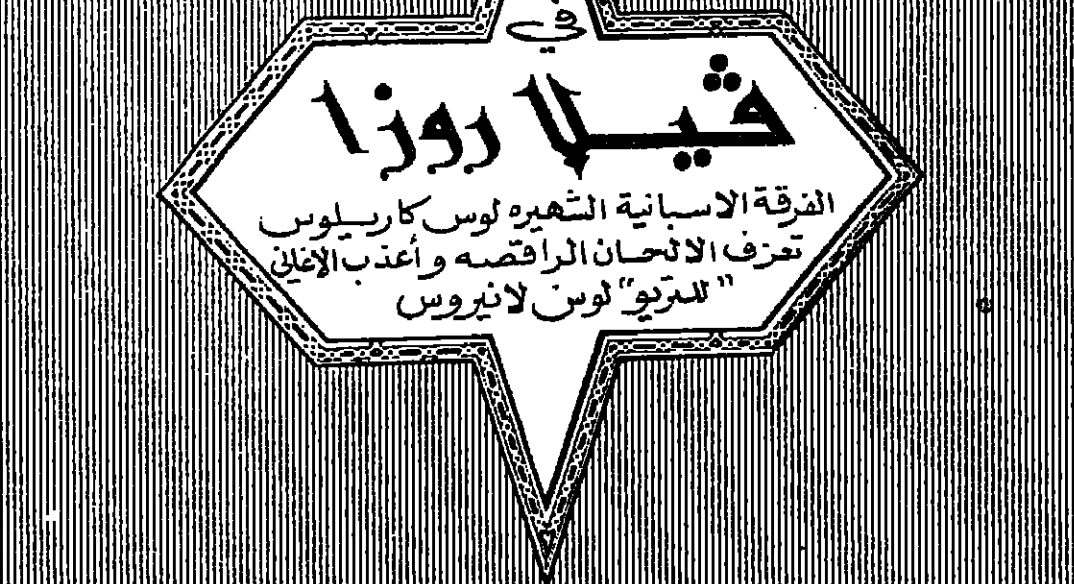 في
ڤيلا روزا
الفرقة الاسبانية الشهيره لوس كاريلوس
تعزف الالحان الراقصه وأعذب الاغاني
"للتريو" لوس لانيروس